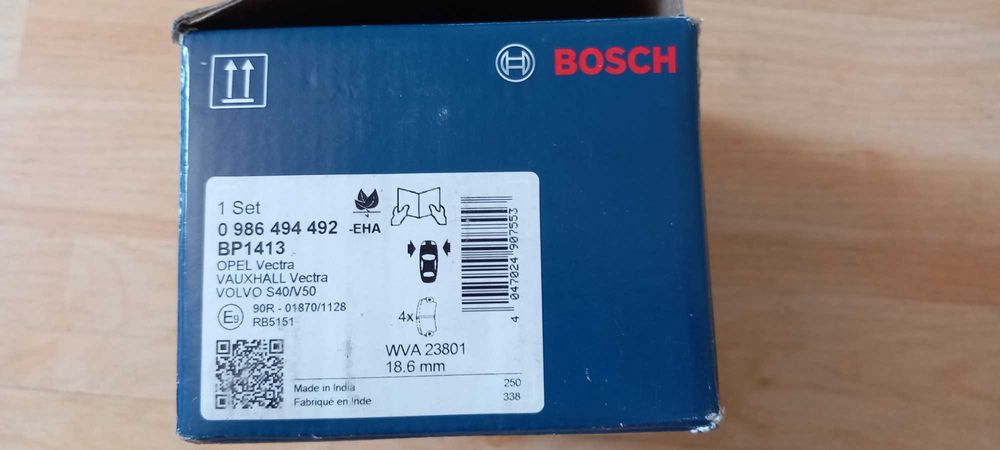 BOSCH
1 Set
0 986 494 492 -EHA
BP1413
OPEL Vectra
VAUXHALL Vectra
VOLVO S40/V50
E9 90R - 01870/1128
RB5151
4x
WVA 23801
18.6 mm
Made in India 250
Fabriqué en Inde 338
4 047024 907553